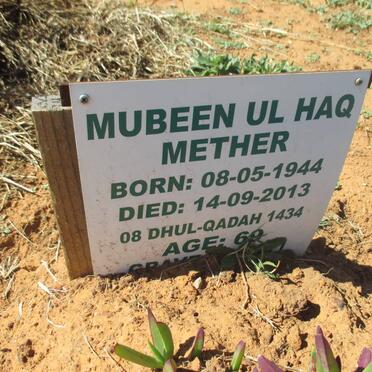 MUBEEN UL HAQ
METHER
BORN: 08-05-1944
DIED: 14-09-2013
08 DHUL-QADAH 1434
AGE: 69